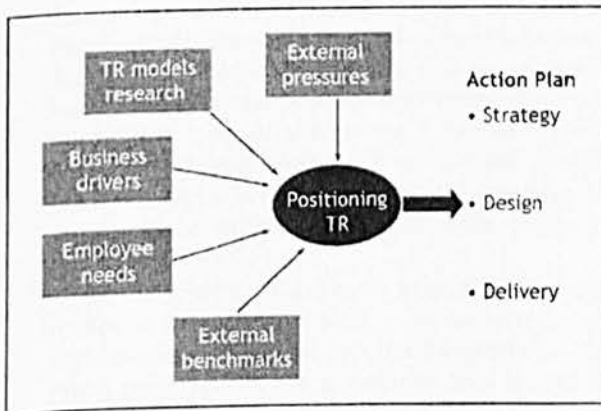 External
pressures
TR models
research
Action Plan
• Strategy
Business
drivers
Positioning
TR
• Design
Employee
needs
• Delivery
External
benchmarks